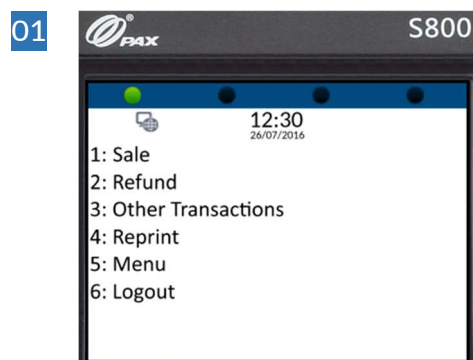 01
PAX
S800
12:30
26/07/2016
1: Sale
2: Refund
3: Other Transactions
4: Reprint
5: Menu
6: Logout